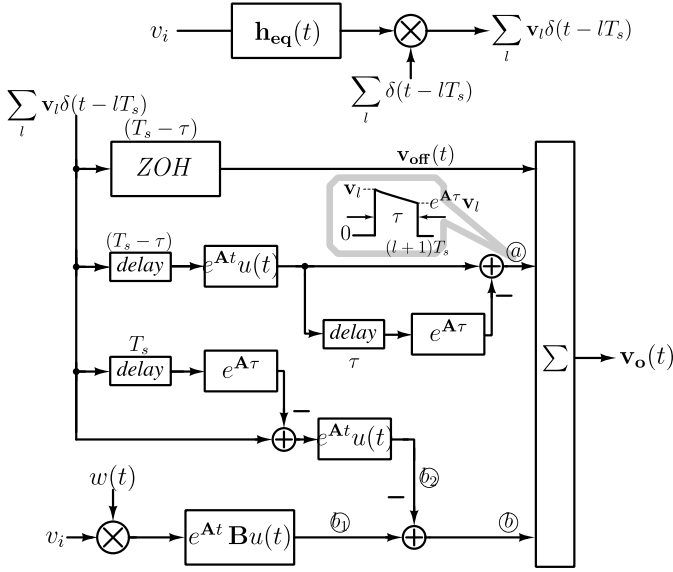 v_i h_eq(t) ∑_l v_l δ(t − lT_s)
∑_l δ(t − lT_s)
∑_l v_l δ(t − lT_s)
(T_s − τ)
ZOH v_off(t)
v_l e^{Aτ} v_l
τ
0 (l + 1)T_s
(T_s − τ) a
delay e^{At}u(t) +
−
delay e^{Aτ}
τ
T_s
delay e^{Aτ}
∑ v_o(t)
−
+ e^{At}u(t)
w(t) b_2
−
v_i e^{At} Bu(t) b_1 + b